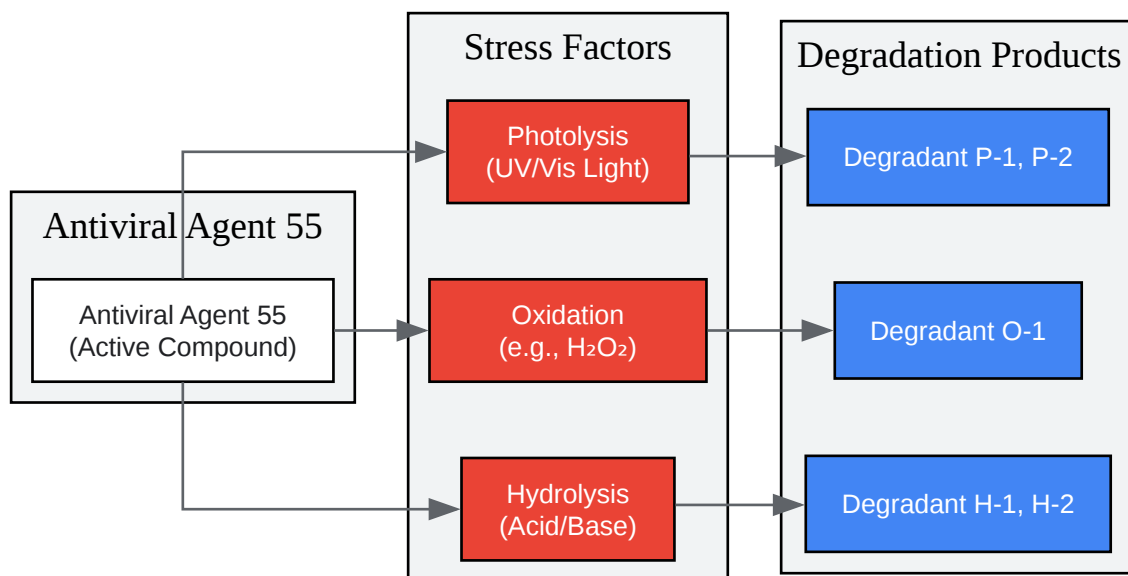 Antiviral Agent 55
Antiviral Agent 55
(Active Compound)
Stress Factors
Photolysis
(UV/Vis Light)
Oxidation
(e.g., H₂O₂)
Hydrolysis
(Acid/Base)
Degradation Products
Degradant P-1, P-2
Degradant O-1
Degradant H-1, H-2